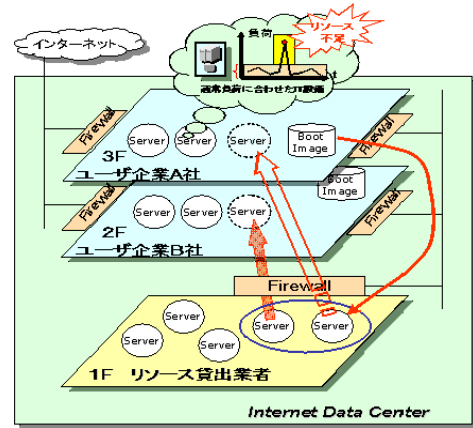 インターネット
負荷
リソース
不足
t
通常負荷に合わせたIT設備
Firewall
Firewall
Server
Server
Server
Boot
Image
3F
ユーザ企業A社
Boot
Image
Firewall
Firewall
Server
Server
Server
2F
ユーザ企業B社
Firewall
Server
Server
Server
Server
Server
1F リソース貸出業者
Internet Data Center